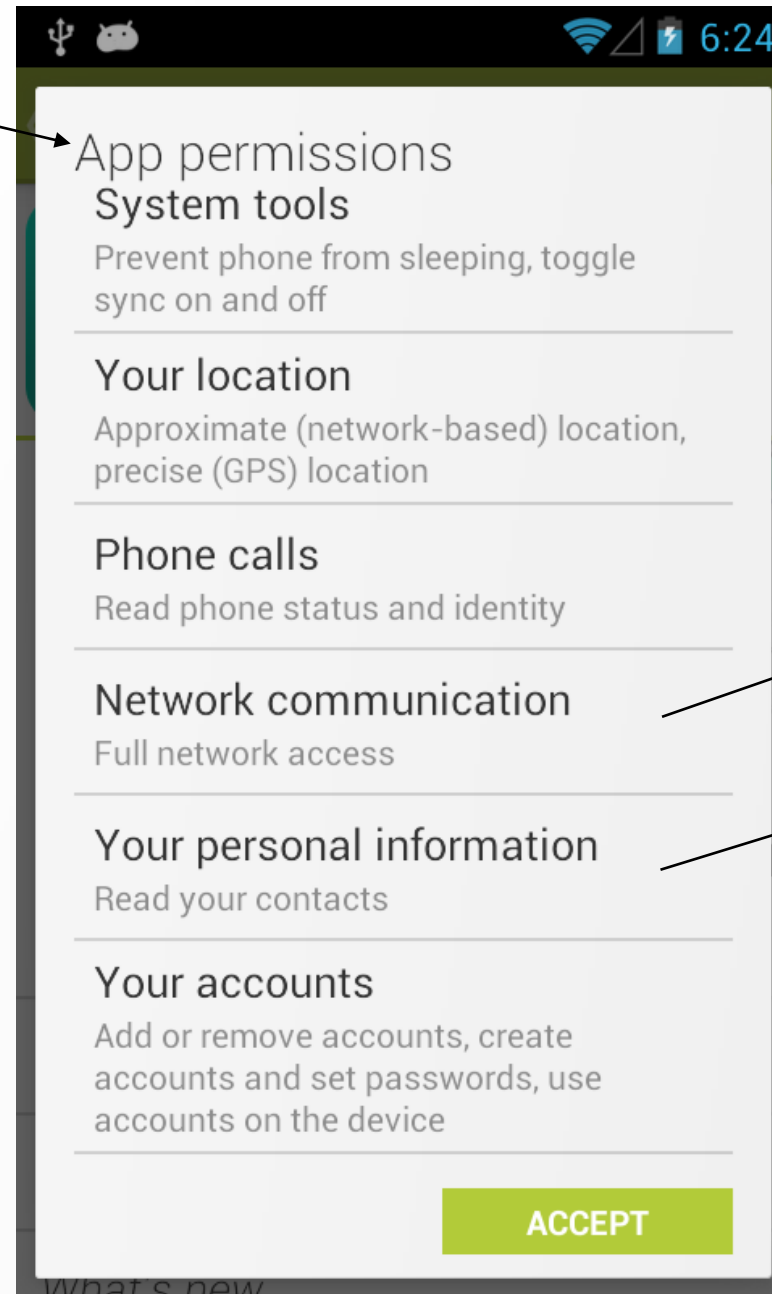 6:24
App permissions
System tools
Prevent phone from sleeping, toggle
sync on and off
Your location
Approximate (network-based) location,
precise (GPS) location
Phone calls
Read phone status and identity
Network communication
Full network access
Your personal information
Read your contacts
Your accounts
Add or remove accounts, create
accounts and set passwords, use
accounts on the device
ACCEPT
What's new